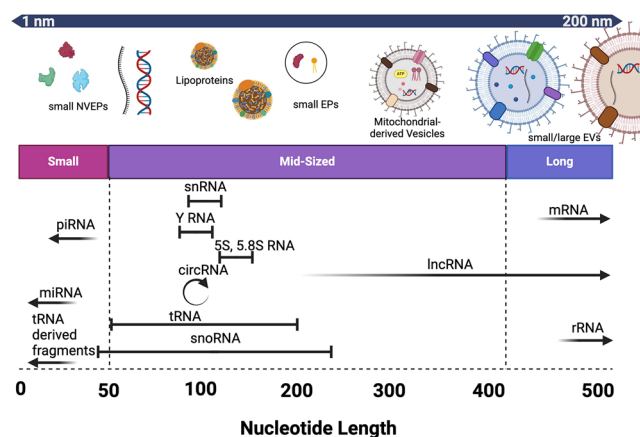 1 nm
200 nm
small NVEPs
Lipoproteins
small EPs
ATP
Mitochondrial-
derived Vesicles
small/large EVs
Small
Mid-Sized
Long
snRNA
Y RNA
mRNA
piRNA
5S, 5.8S RNA
circRNA
lncRNA
miRNA
tRNA
derived
fragments
tRNA
snoRNA
rRNA
0
50
100
200
300
400
500
Nucleotide Length